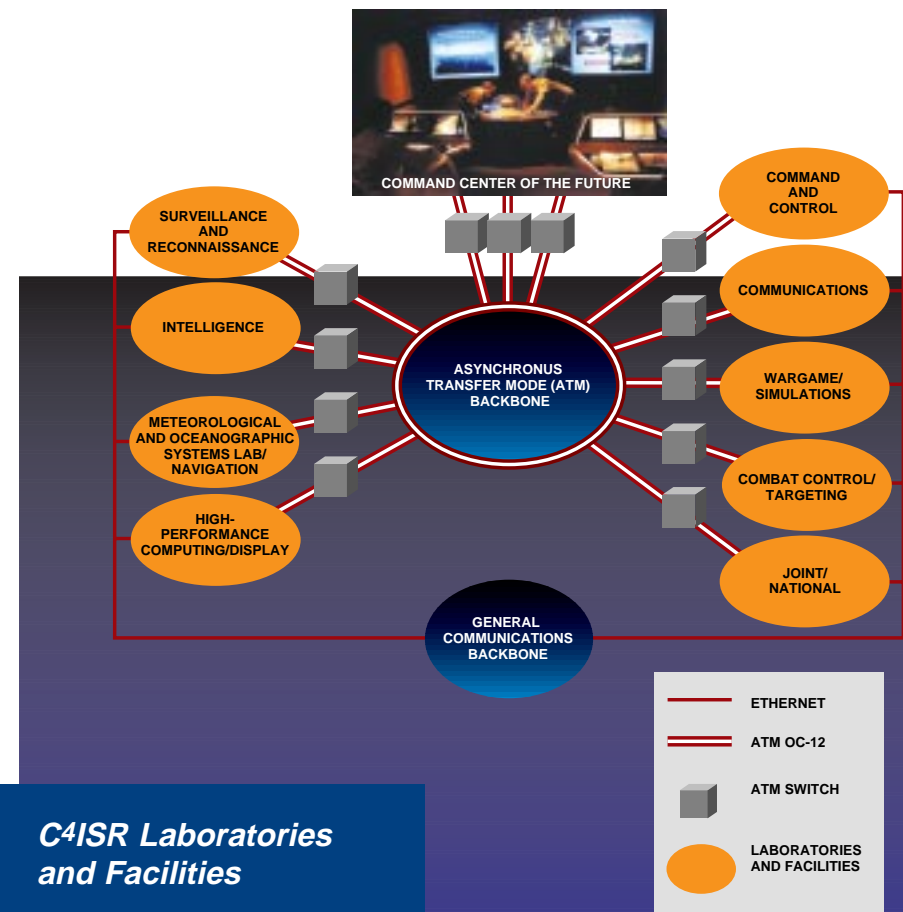 COMMAND CENTER OF THE FUTURE
SURVEILLANCE
AND
RECONNAISSANCE
INTELLIGENCE
METEOROLOGICAL
AND OCEANOGRAPHIC
SYSTEMS LAB/
NAVIGATION
HIGH-
PERFORMANCE
COMPUTING/DISPLAY
ASYNCHRONUS
TRANSFER MODE (ATM)
BACKBONE
COMMAND
AND
CONTROL
COMMUNICATIONS
WARGAME/
SIMULATIONS
COMBAT CONTROL/
TARGETING
JOINT/
NATIONAL
GENERAL
COMMUNICATIONS
BACKBONE
ETHERNET
ATM OC-12
ATM SWITCH
LABORATORIES
AND FACILITIES
C4ISR Laboratories
and Facilities